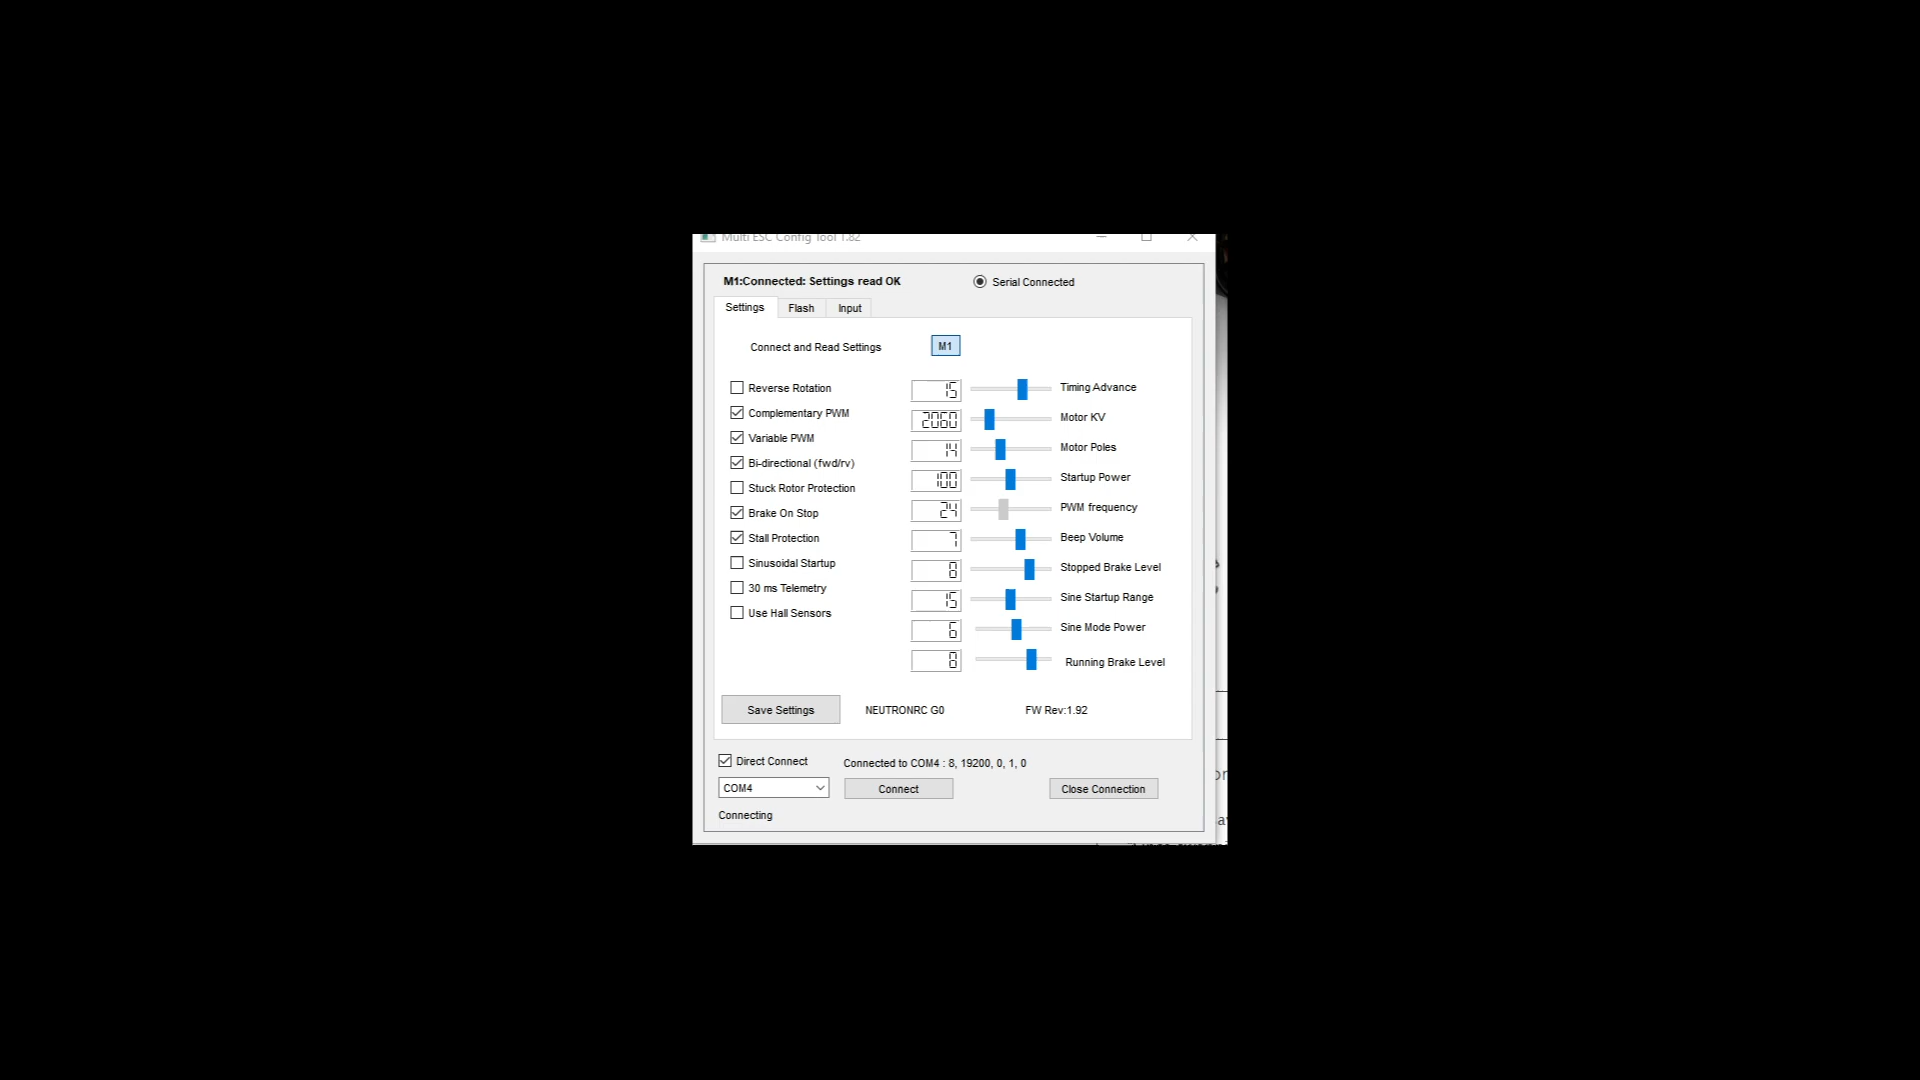 Multi ESC Config Tool 1.82
M1:Connected: Settings read OK
Serial Connected
Settings
Flash
Input
Connect and Read Settings
M1
Reverse Rotation
Complementary PWM
Variable PWM
Bi-directional (fwd/rv)
Stuck Rotor Protection
Brake On Stop
Stall Protection
Sinusoidal Startup
30 ms Telemetry
Use Hall Sensors
15 Timing Advance
2060 Motor KV
14 Motor Poles
100 Startup Power
24 PWM frequency
7 Beep Volume
8 Stopped Brake Level
15 Sine Startup Range
6 Sine Mode Power
8 Running Brake Level
Save Settings
NEUTRONRC G0
FW Rev:1.92
Direct Connect
Connected to COM4 : 8, 19200, 0, 1, 0
COM4
Connect
Close Connection
Connecting